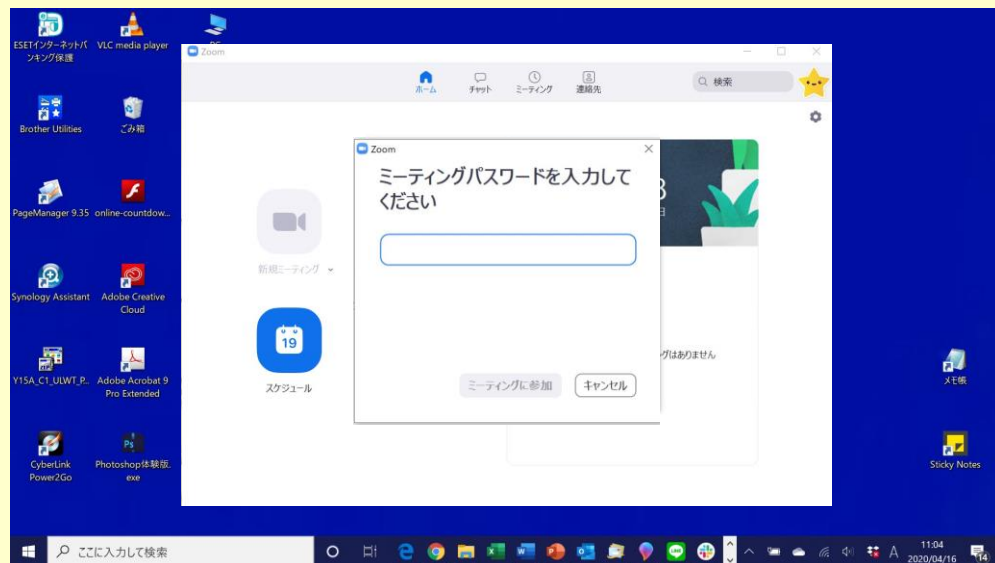 ESETインターネットバ
ンキング保護
VLC media player
Brother Utilities
ごみ箱
PageManager 9.35
online-countdow...
Synology Assistant
Adobe Creative
Cloud
Y15A_C1_ULWT_P...
Adobe Acrobat 9
Pro Extended
CyberLink
Power2Go
Photoshop体験版.
exe
Zoom
ホーム
チャット
ミーティング
連絡先
検索
新規ミーティング
19
スケジュール
Zoom
ミーティングパスワードを入力して
ください
ミーティングに参加
キャンセル
日
グはありません
メモ帳
Sticky Notes
ここに入力して検索
A
11:04
2020/04/16
14